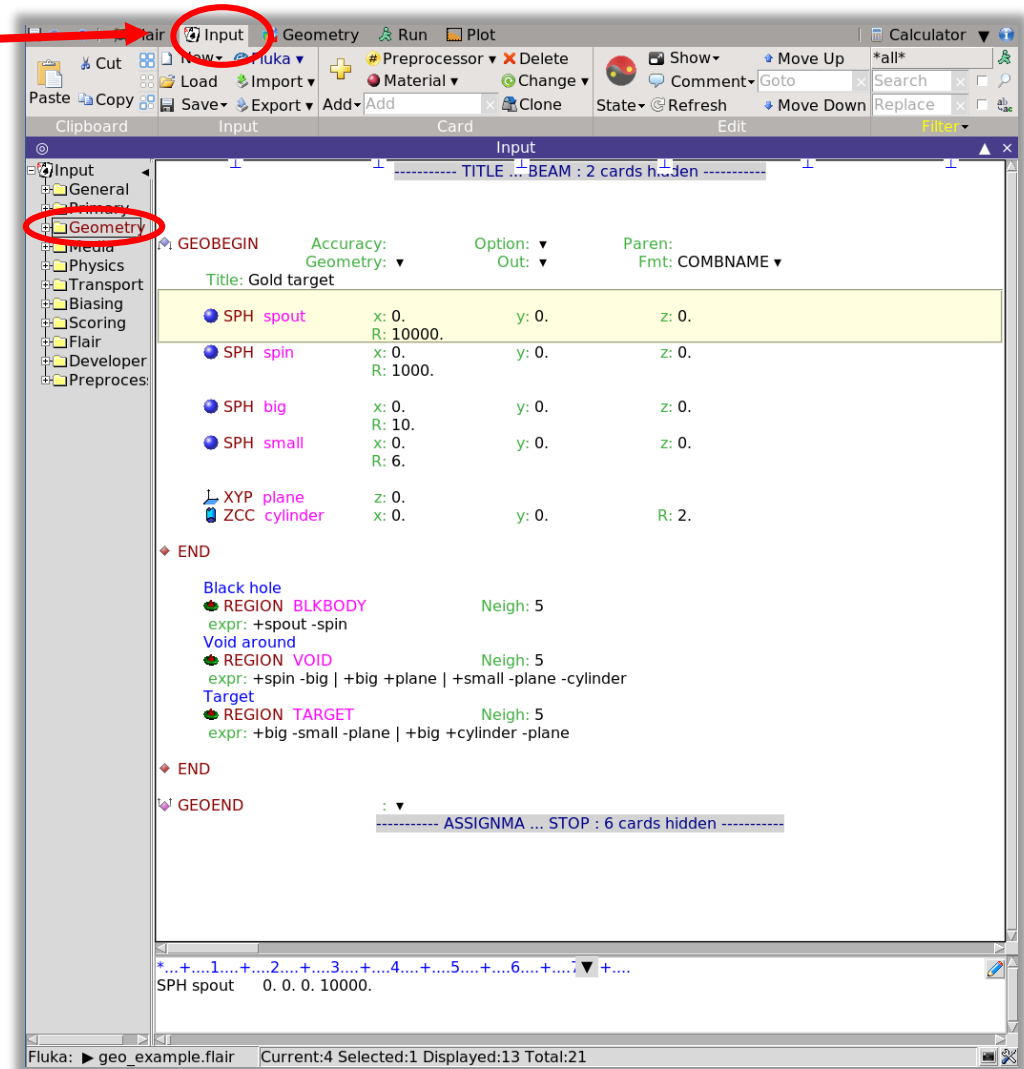 Input Geometry Run Plot Calculator
Cut New Fluka Preprocessor Delete Show Move Up *all*
Paste Copy Load Import Material Change Comment Goto Search
Save Export Add Add Clone State Refresh Move Down Replace
Clipboard Input Card Edit Filter
Input
Input
General
Primary
Geometry
Media
Physics
Transport
Biasing
Scoring
Flair
Developer
Preproces
----------- TITLE ... BEAM : 2 cards hidden -----------
GEOBEGIN Accuracy: Option: Paren:
Geometry: Out: Fmt: COMBNAME
Title: Gold target
SPH spout x: 0. y: 0. z: 0.
R: 10000.
SPH spin x: 0. y: 0. z: 0.
R: 1000.
SPH big x: 0. y: 0. z: 0.
R: 10.
SPH small x: 0. y: 0. z: 0.
R: 6.
XYP plane z: 0.
ZCC cylinder x: 0. y: 0. R: 2.
END
Black hole
REGION BLKBODY Neigh: 5
expr: +spout -spin
Void around
REGION VOID Neigh: 5
expr: +spin -big | +big +plane | +small -plane -cylinder
Target
REGION TARGET Neigh: 5
expr: +big -small -plane | +big +cylinder -plane
END
GEOEND :
----------- ASSIGNMA ... STOP : 6 cards hidden -----------
*...+....1....+....2....+....3....+....4....+....5....+....6....+....7 +....
SPH spout 0. 0. 0. 10000.
Fluka: geo_example.flair Current:4 Selected:1 Displayed:13 Total:21